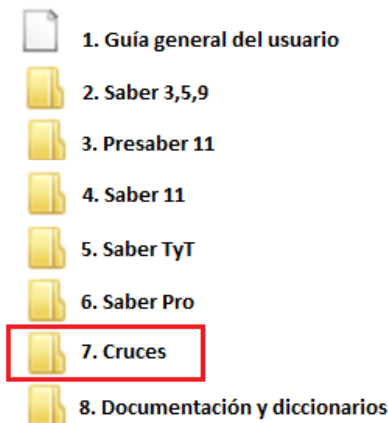 1. Guía general del usuario
2. Saber 3,5,9
3. Presaber 11
4. Saber 11
5. Saber TyT
6. Saber Pro
7. Cruces
8. Documentación y diccionarios